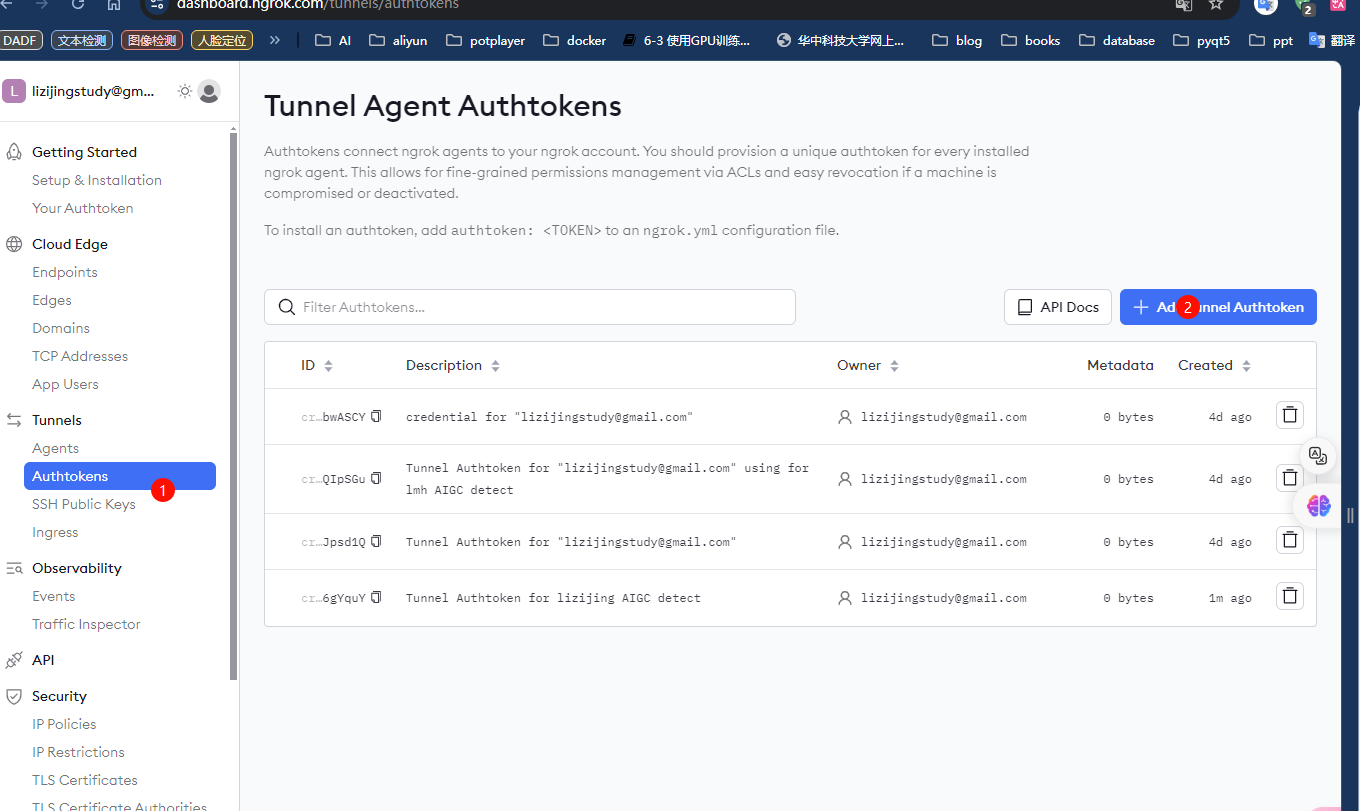 dashboard.ngrok.com/tunnels/authtokens
2
DADF 文本检测 图像检测 人脸定位 » AI aliyun potplayer docker 6-3 使用GPU训练... 华中科技大学网上... blog books database pyqt5 ppt 翻译
L lizijingstudy@gm...
Getting Started
Setup & Installation
Your Authtoken
Cloud Edge
Endpoints
Edges
Domains
TCP Addresses
App Users
Tunnels
Agents
Authtokens
1
SSH Public Keys
Ingress
Observability
Events
Traffic Inspector
API
Security
IP Policies
IP Restrictions
TLS Certificates
TLS Certificate Authorities
Tunnel Agent Authtokens
Authtokens connect ngrok agents to your ngrok account. You should provision a unique authtoken for every installed
ngrok agent. This allows for fine-grained permissions management via ACLs and easy revocation if a machine is
compromised or deactivated.
To install an authtoken, add authtoken: <TOKEN> to an ngrok.yml configuration file.
Filter Authtokens...
API Docs
+ Ad 2 unnel Authtoken
ID Description Owner Metadata Created
cr…bwASCY credential for "lizijingstudy@gmail.com" lizijingstudy@gmail.com 0 bytes 4d ago
cr…QIpSGu Tunnel Authtoken for "lizijingstudy@gmail.com" using for lizijingstudy@gmail.com 0 bytes 4d ago
lmh AIGC detect
cr…Jpsd1Q Tunnel Authtoken for "lizijingstudy@gmail.com" lizijingstudy@gmail.com 0 bytes 4d ago
cr…6gYquY Tunnel Authtoken for lizijing AIGC detect lizijingstudy@gmail.com 0 bytes 1m ago